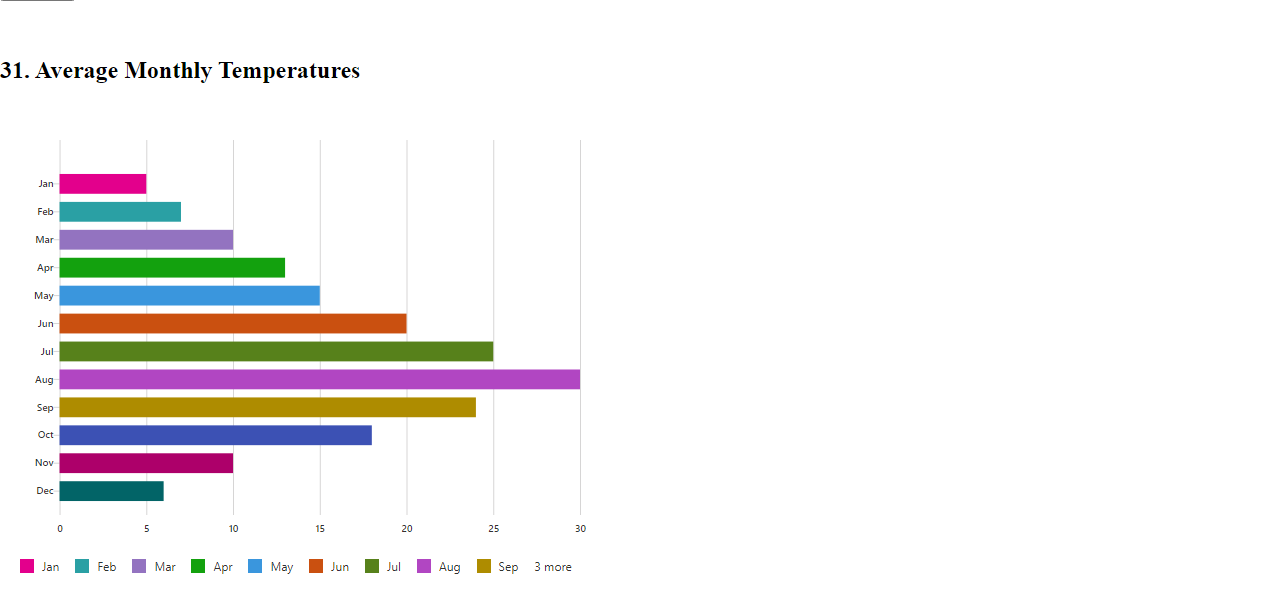 31. Average Monthly Temperatures
Jan
Feb
Mar
Apr
May
Jun
Jul
Aug
Sep
Oct
Nov
Dec
0 5 10 15 20 25 30
Jan Feb Mar Apr May Jun Jul Aug Sep 3 more